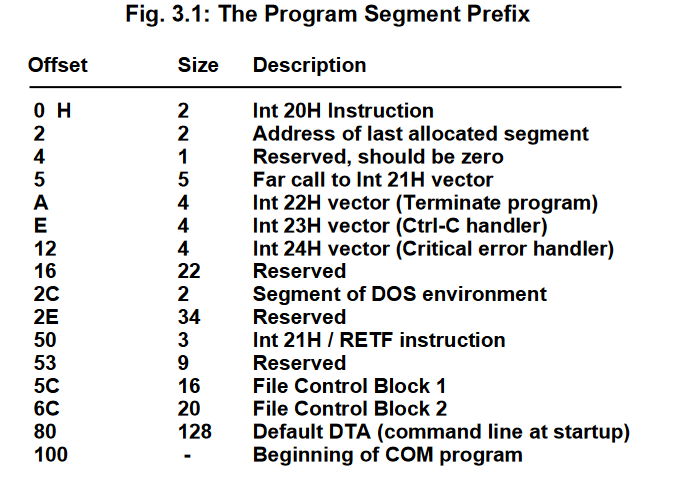 Fig. 3.1: The Program Segment Prefix
Offset Size Description
0 H 2 Int 20H Instruction
2 2 Address of last allocated segment
4 1 Reserved, should be zero
5 5 Far call to Int 21H vector
A 4 Int 22H vector (Terminate program)
E 4 Int 23H vector (Ctrl-C handler)
12 4 Int 24H vector (Critical error handler)
16 22 Reserved
2C 2 Segment of DOS environment
2E 34 Reserved
50 3 Int 21H / RETF instruction
53 9 Reserved
5C 16 File Control Block 1
6C 20 File Control Block 2
80 128 Default DTA (command line at startup)
100 - Beginning of COM program